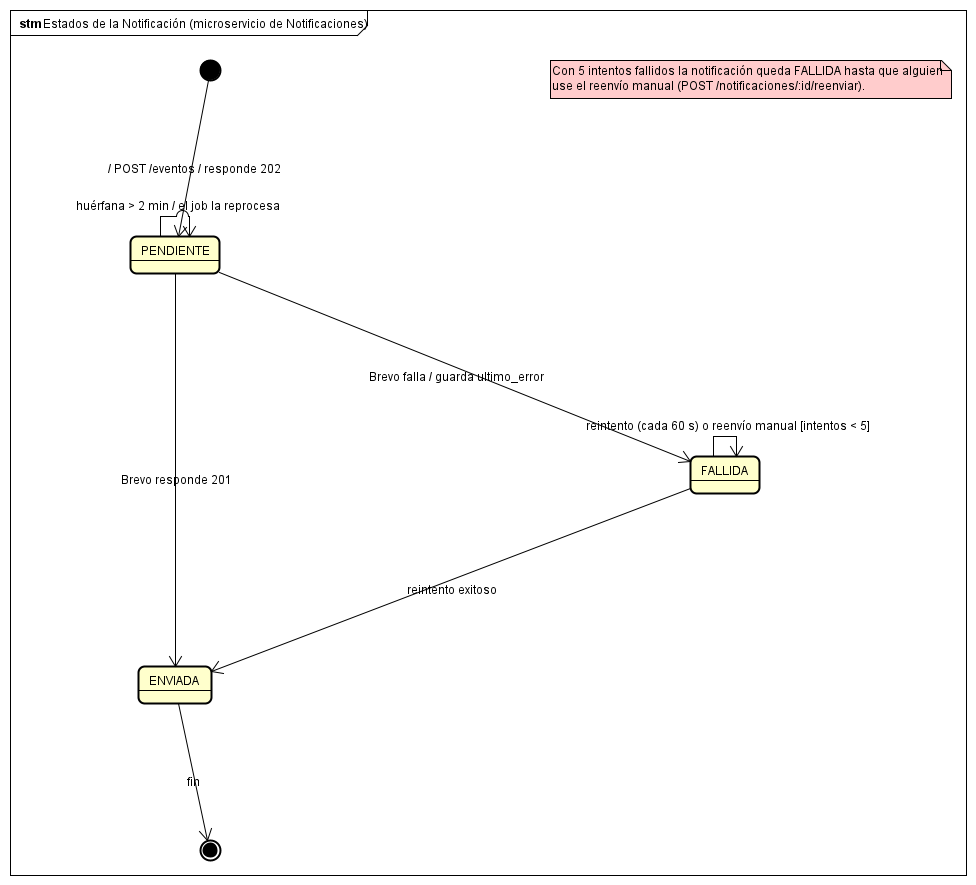 stm Estados de la Notificación (microservicio de Notificaciones)
Con 5 intentos fallidos la notificación queda FALLIDA hasta que alguien
use el reenvío manual (POST /notificaciones/:id/reenviar).
/ POST /eventos / responde 202
huérfana > 2 min / el job la reprocesa
PENDIENTE
Brevo falla / guarda ultimo_error
reintento (cada 60 s) o reenvío manual [intentos < 5]
FALLIDA
Brevo responde 201
reintento exitoso
ENVIADA
fin